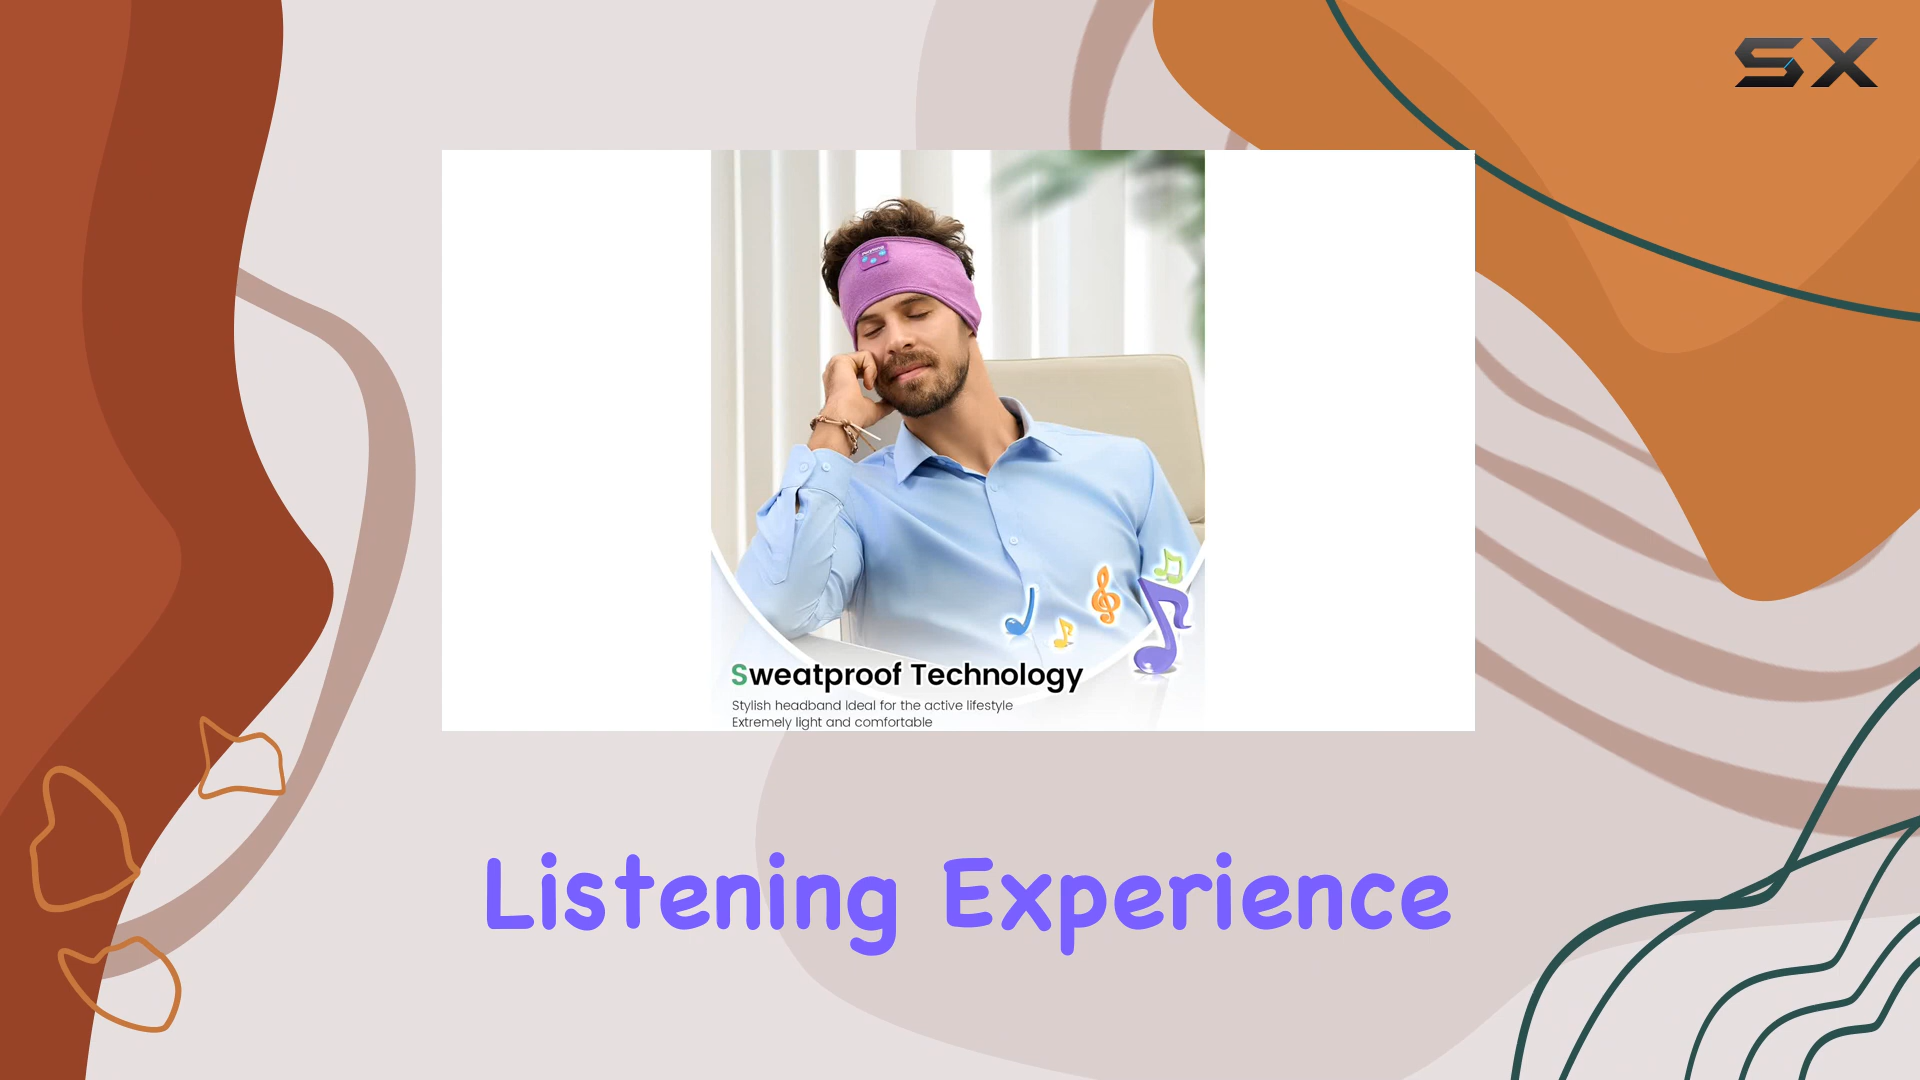 SX
Sweatproof Technology
Stylish headband Ideal for the active lifestyle
Extremely light and comfortable
Listening Experience